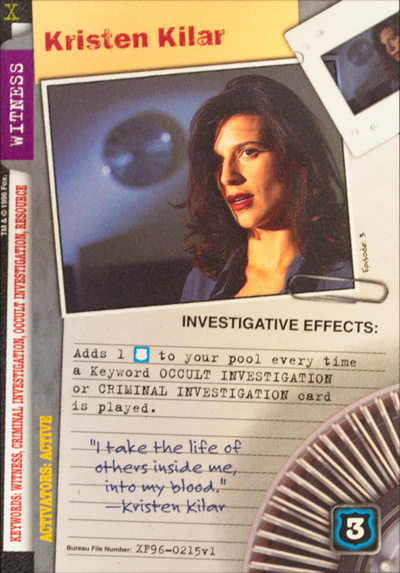 X
Kristen Kilar
WITNESS
TM & © 1996 Fox.
KEYWORDS: WITNESS, CRIMINAL INVESTIGATION, OCCULT INVESTIGATION, RESOURCE
ACTIVATORS: ACTIVE
Episode: 3
INVESTIGATIVE EFFECTS:
Adds 1 to your pool every time
a Keyword OCCULT INVESTIGATION
or CRIMINAL INVESTIGATION card
is played.
"I take the life of
others inside me,
into my blood."
—Kristen Kilar
3
Bureau File Number: XF96-0215v1